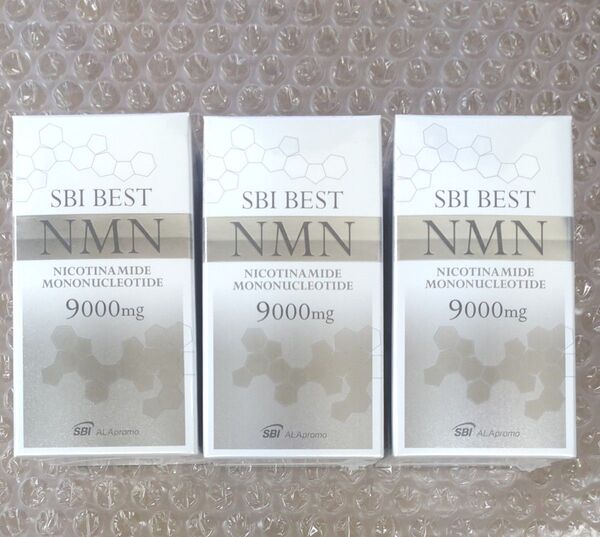 SBI BEST
NMN
NICOTINAMIDE
MONONUCLEOTIDE
9000mg
SBI ALApromo
SBI BEST
NMN
NICOTINAMIDE
MONONUCLEOTIDE
9000mg
SBI ALApromo
SBI BEST
NMN
NICOTINAMIDE
MONONUCLEOTIDE
9000mg
SBI ALApromo